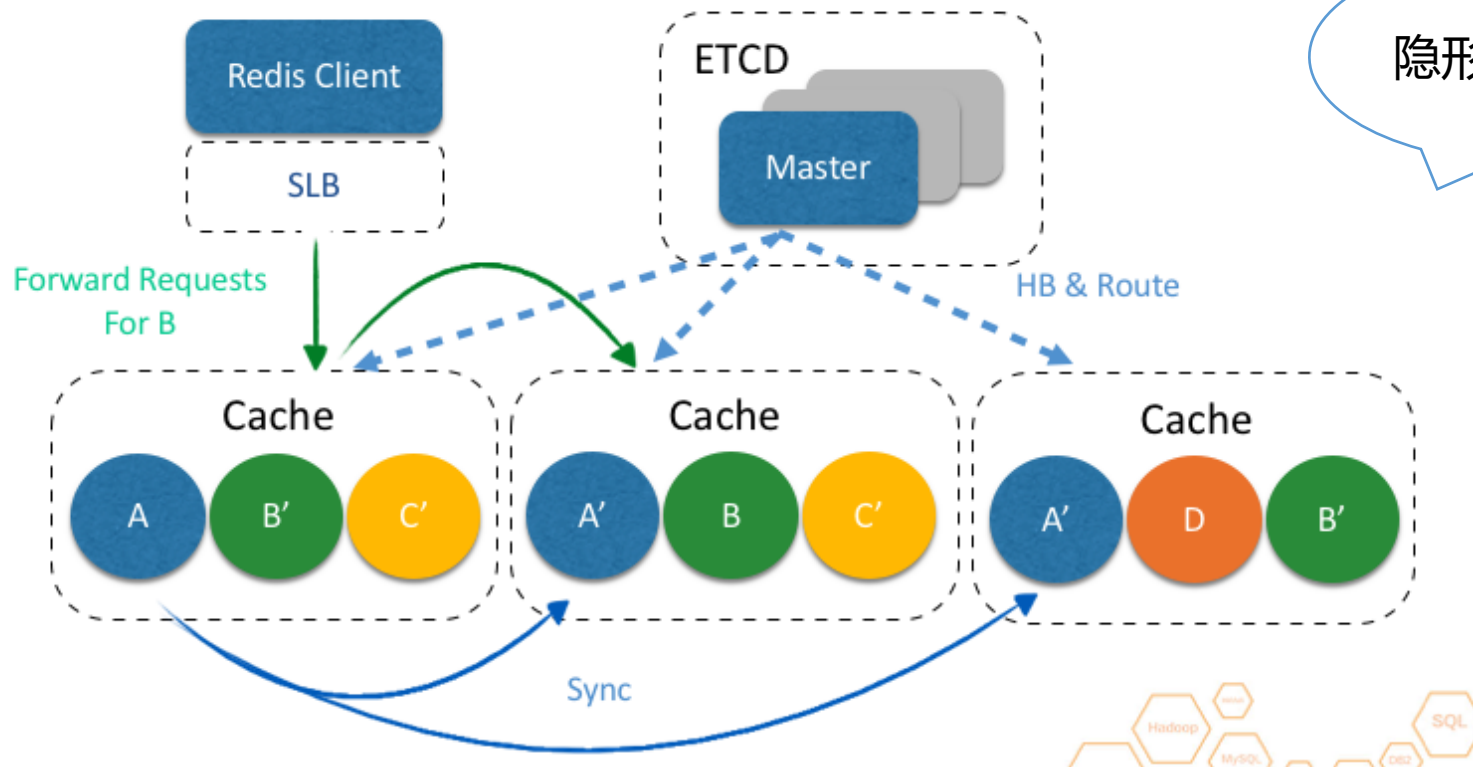 Redis Client
SLB
ETCD
Master
隐形
Forward Requests
For B
HB & Route
Cache
A
B’
C’
Cache
A’
B
C’
Cache
A’
D
B’
Sync
Hadoop
MySQL
DB2
SQL